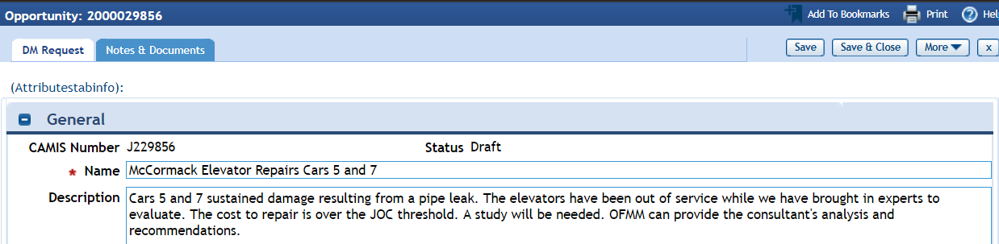 Opportunity: 2000029856
Add To Bookmarks Print
DM Request Notes & Documents Save Save & Close More x
(Attributestabinfo):
General
CAMIS Number J229856 Status Draft
* Name McCormack Elevator Repairs Cars 5 and 7
Description Cars 5 and 7 sustained damage resulting from a pipe leak. The elevators have been out of service while we have brought in experts to
evaluate. The cost to repair is over the JOC threshold. A study will be needed. OFMM can provide the consultant's analysis and
recommendations.